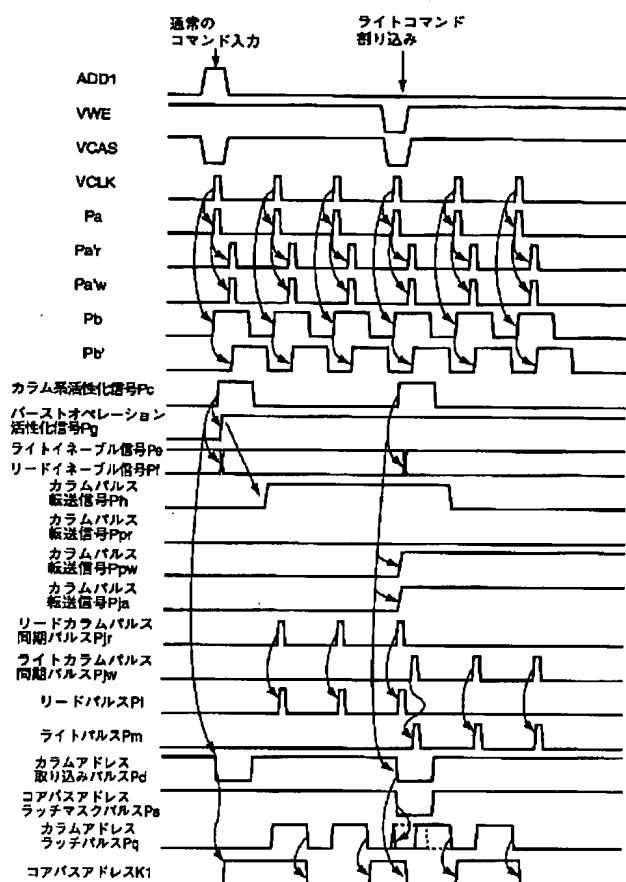 通常の
コマンド入力
ライトコマンド
割り込み
ADD1
VWE
VCAS
VCLK
Pa
Pa'r
Pa'w
Pb
Pb'
カラム系活性化信号Pc
バーストオペレーション
活性化信号Pg
ライトイネーブル信号Pe
リードイネーブル信号Pf
カラムパルス
転送信号Ph
カラムパルス
転送信号Ppr
カラムパルス
転送信号Ppw
カラムパルス
転送信号Pja
リードカラムパルス
同期パルスPjr
ライトカラムパルス
同期パルスPjw
リードパルスPl
ライトパルスPm
カラムアドレス
取り込みパルスPd
コアバスアドレス
ラッチマスクパルスPs
カラムアドレス
ラッチパルスPq
コアバスアドレスK1